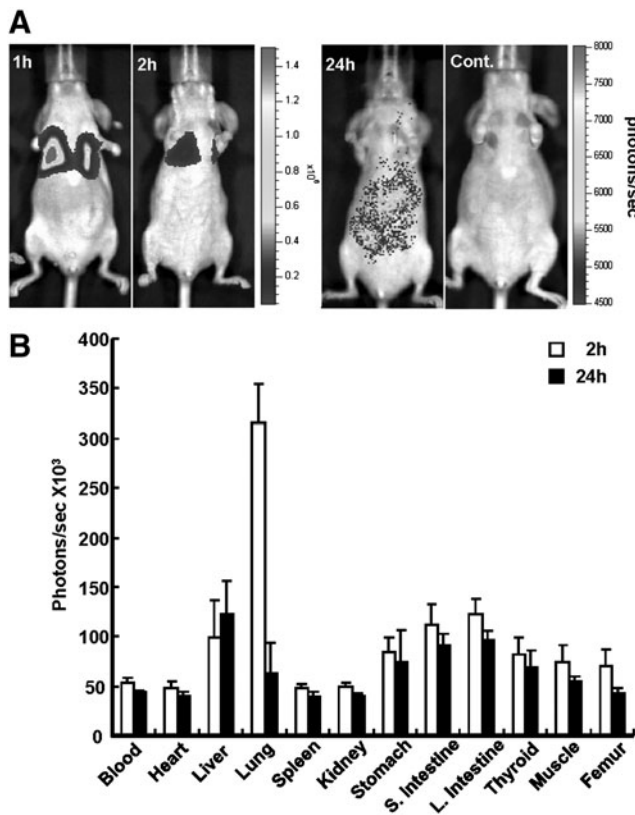 A
1h
2h
1.4
1.2
1.0
0.8
0.6
0.4
0.2
x10⁶
24h
Cont.
8000
7500
7000
6500
6000
5500
5000
4500
photons/sec
B
400
350
300
250
200
150
100
50
0
Photons/sec X10³
2h
24h
Blood
Heart
Liver
Lung
Spleen
Kidney
Stomach
S. Intestine
L. Intestine
Thyroid
Muscle
Femur